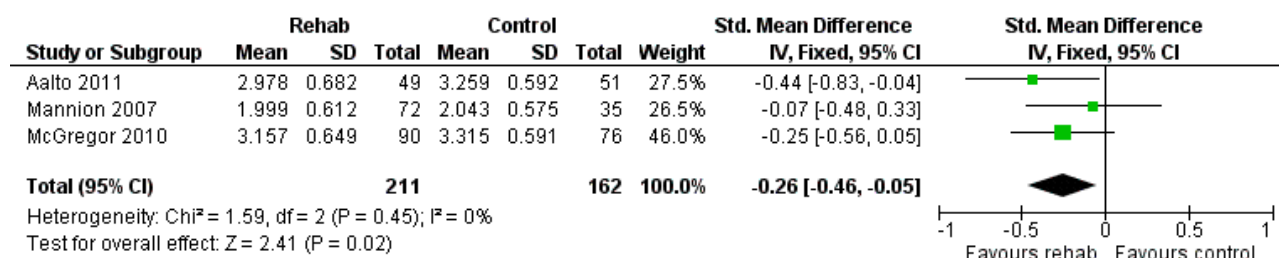 Rehab Control Std. Mean Difference Std. Mean Difference
Study or Subgroup Mean SD Total Mean SD Total Weight IV, Fixed, 95% CI IV, Fixed, 95% CI
Aalto 2011 2.978 0.682 49 3.259 0.592 51 27.5% -0.44 [-0.83, -0.04]
Mannion 2007 1.999 0.612 72 2.043 0.575 35 26.5% -0.07 [-0.48, 0.33]
McGregor 2010 3.157 0.649 90 3.315 0.591 76 46.0% -0.25 [-0.56, 0.05]
Total (95% CI) 211 162 100.0% -0.26 [-0.46, -0.05]
Heterogeneity: Chi² = 1.59, df = 2 (P = 0.45); I² = 0%
Test for overall effect: Z = 2.41 (P = 0.02)
-1 -0.5 0 0.5 1
Favours rehab Favours control